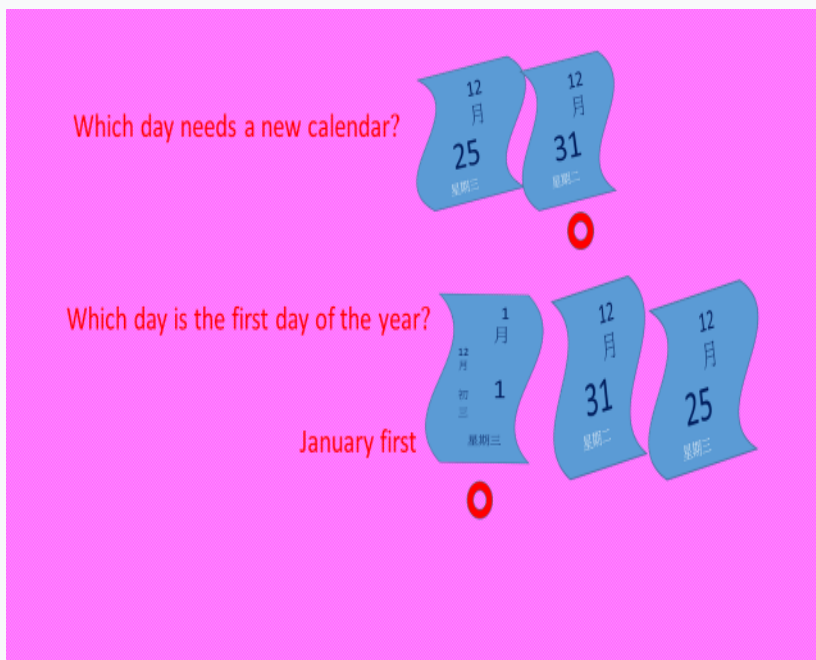 Which day needs a new calendar?
12
月
25
星期三
12
月
31
星期二
Which day is the first day of the year?
January first
1
月
12
月
初
三
1
星期三
12
月
31
星期二
12
月
25
星期三